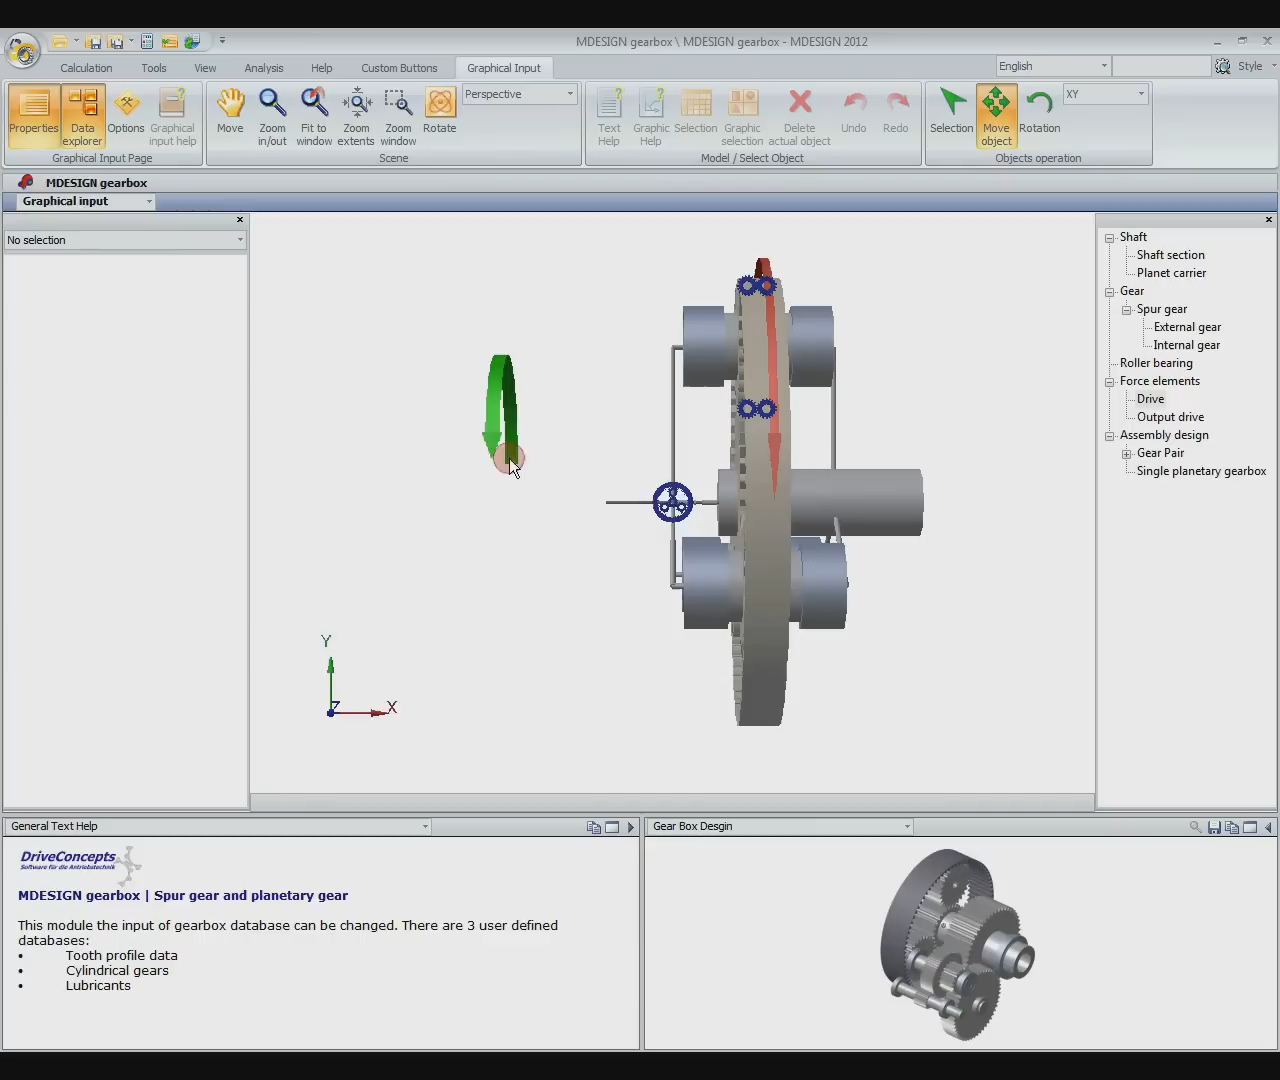 MDESIGN gearbox \ MDESIGN gearbox - MDESIGN 2012
Calculation Tools View Analysis Help Custom Buttons Graphical Input English Style
Properties Data explorer Options Graphical input help
Graphical Input Page
Move Zoom in/out Fit to window Zoom extents Zoom window Rotate Perspective
Scene
Text Help Graphic Help Selection Graphic selection Delete actual object Undo Redo
Model / Select Object
Selection Move object Rotation XY
Objects operation
MDESIGN gearbox
Graphical input
No selection
Shaft
Shaft section
Planet carrier
Gear
Spur gear
External gear
Internal gear
Roller bearing
Force elements
Drive
Output drive
Assembly design
Gear Pair
Single planetary gearbox
Y
Z
X
General Text Help
DriveConcepts
Software für die Antriebstechnik
MDESIGN gearbox | Spur gear and planetary gear
This module the input of gearbox database can be changed. There are 3 user defined
databases:
• Tooth profile data
• Cylindrical gears
• Lubricants
Gear Box Desgin